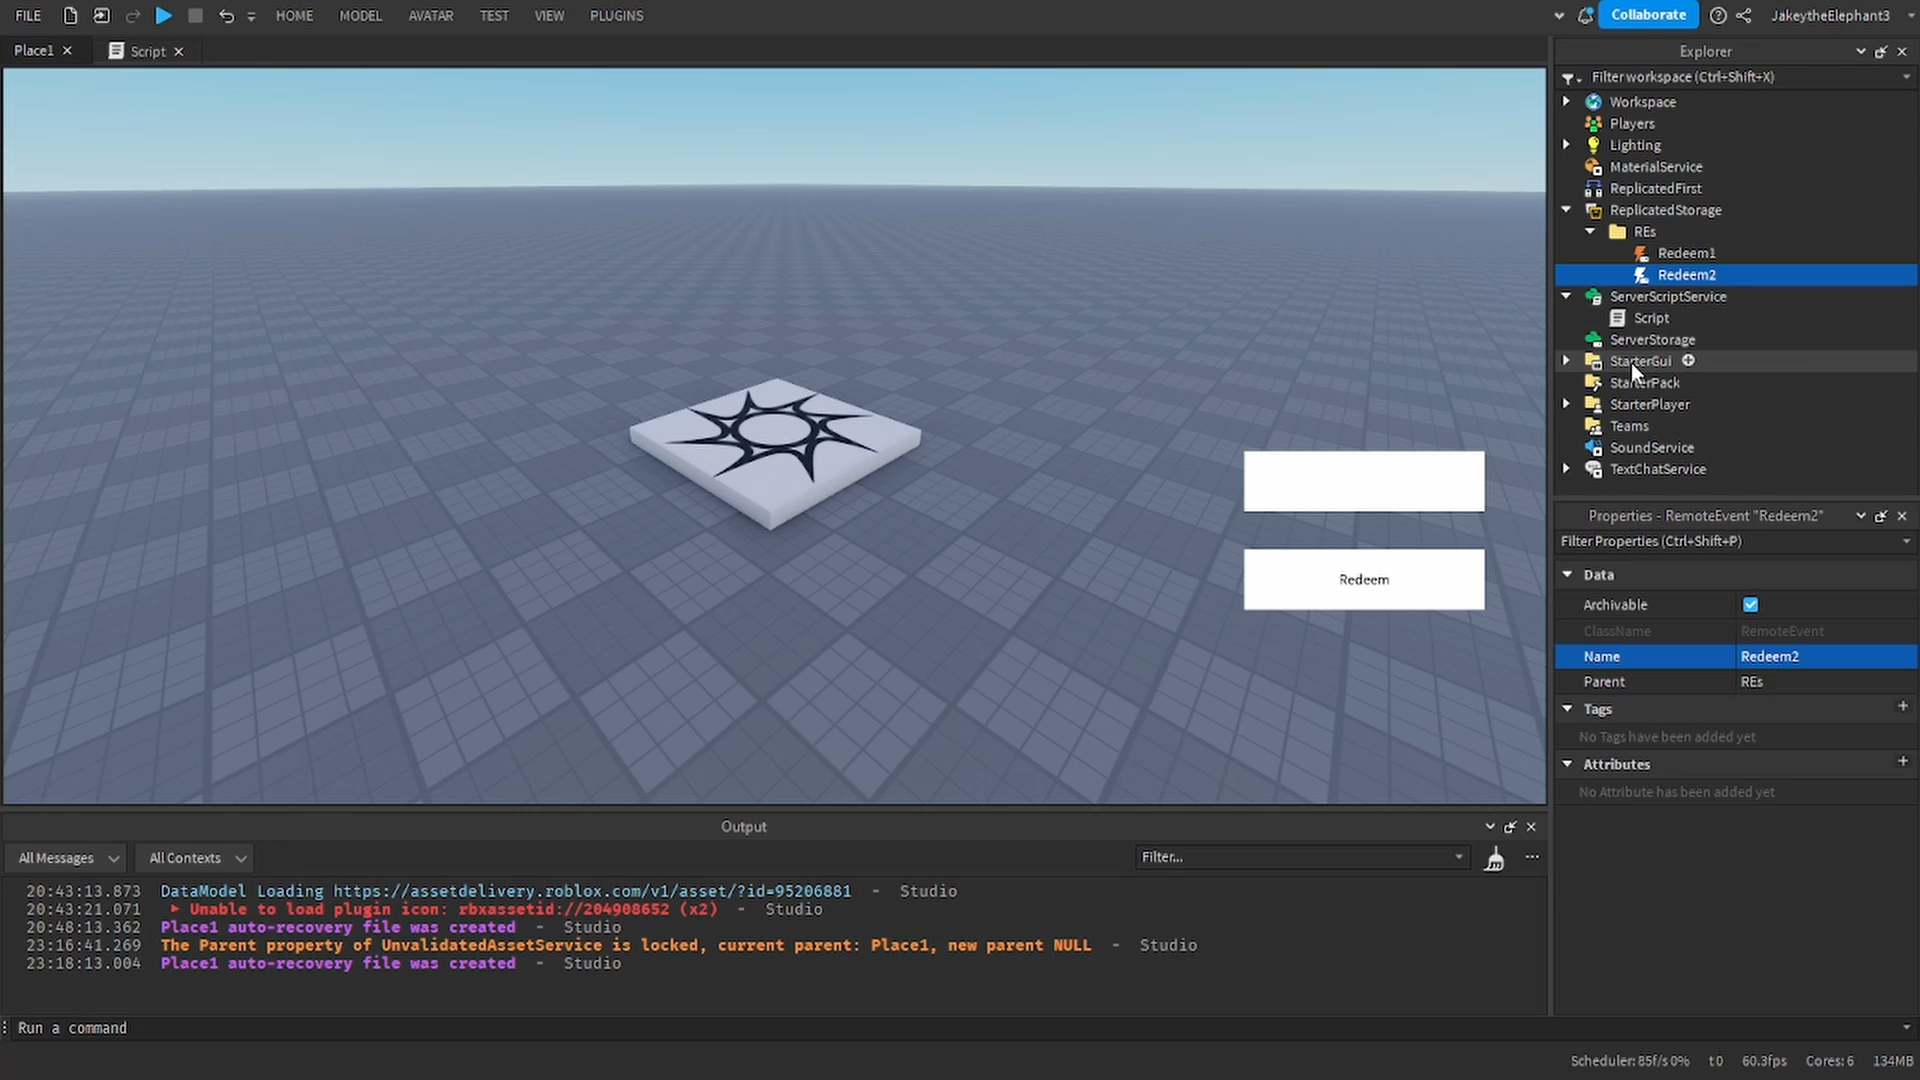 FILE HOME MODEL AVATAR TEST VIEW PLUGINS Collaborate JakeytheElephant3
Place1 Script
Explorer
Filter workspace (Ctrl+Shift+X)
Workspace
Players
Lighting
MaterialService
ReplicatedFirst
ReplicatedStorage
REs
Redeem1
Redeem2
ServerScriptService
Script
ServerStorage
StarterGui
StarterPack
StarterPlayer
Teams
SoundService
TextChatService
Redeem
Properties - RemoteEvent "Redeem2"
Filter Properties (Ctrl+Shift+P)
Data
Archivable
ClassName RemoteEvent
Name Redeem2
Parent REs
Tags
No Tags have been added yet
Attributes
No Attribute has been added yet
Output
All Messages All Contexts Filter...
20:43:13.873 DataModel Loading https://assetdelivery.roblox.com/v1/asset/?id=95206881 - Studio
20:43:21.071 Unable to load plugin icon: rbxassetid://204908652 (x2) - Studio
20:48:13.362 Place1 auto-recovery file was created - Studio
23:16:41.269 The Parent property of UnvalidatedAssetService is locked, current parent: Place1, new parent NULL - Studio
23:18:13.004 Place1 auto-recovery file was created - Studio
Run a command
Scheduler: 85f/s 0% t0 60.3fps Cores: 6 134MB